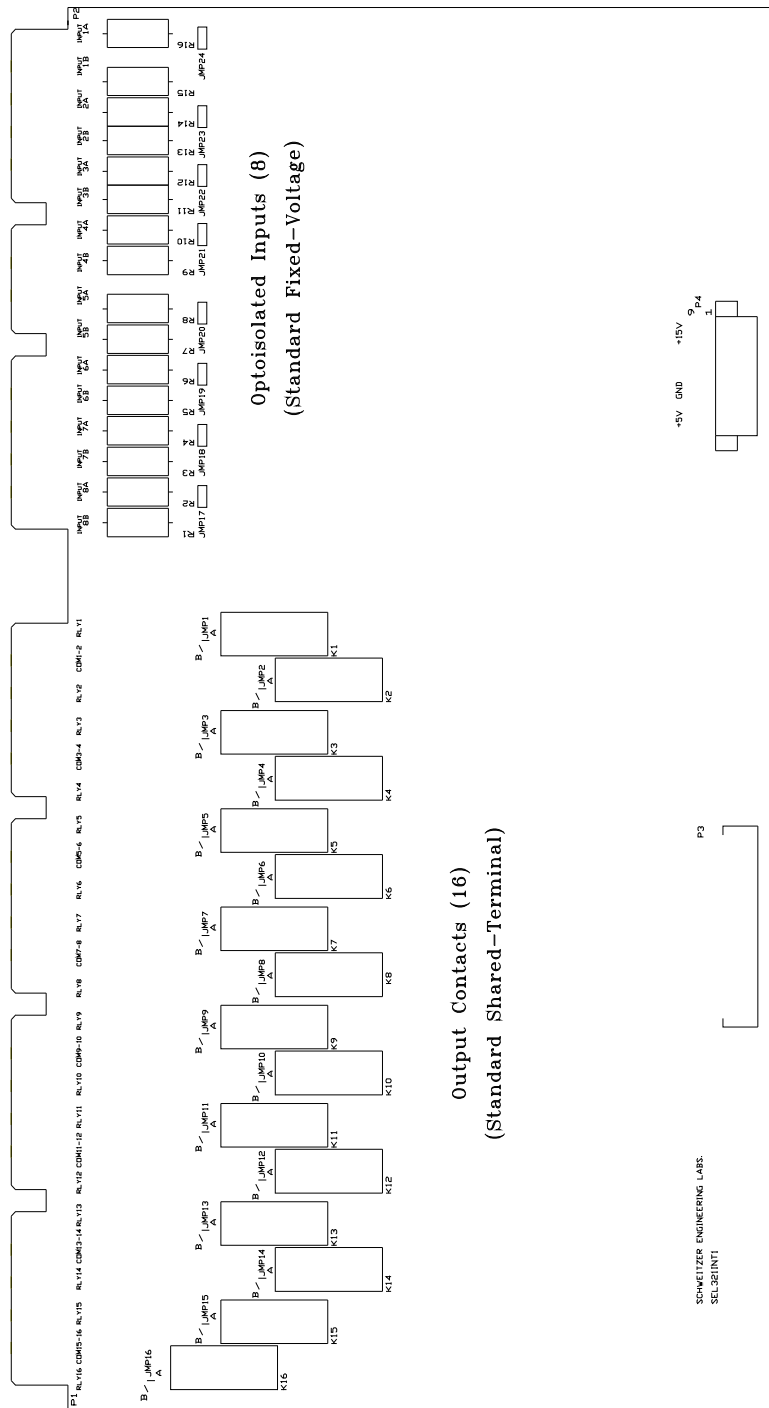 P2
INPUT 1A
INPUT 1B
INPUT 2A
INPUT 2B
INPUT 3A
INPUT 3B
INPUT 4A
INPUT 4B
INPUT 5A
INPUT 5B
INPUT 6A
INPUT 6B
INPUT 7A
INPUT 7B
INPUT 8A
INPUT 8B
R16
R15
R14
R13
R12
R11
R10
R9
R8
R7
R6
R5
R4
R3
R2
R1
JMP24
JMP23
JMP22
JMP21
JMP20
JMP19
JMP18
JMP17
Optoisolated Inputs (8)
(Standard Fixed-Voltage)
+5V GND +15V
9
P4
1
RLY1
COM1-2
RLY2
RLY3
COM3-4
RLY4
RLY5
COM5-6
RLY6
RLY7
COM7-8
RLY8
RLY9
COM9-10
RLY10
RLY11
COM11-12
RLY12
RLY13
COM13-14
RLY14
RLY15
COM15-16
RLY16
P1
B JMP1 A
K1
B JMP2 A
K2
B JMP3 A
K3
B JMP4 A
K4
B JMP5 A
K5
B JMP6 A
K6
B JMP7 A
K7
B JMP8 A
K8
B JMP9 A
K9
B JMP10 A
K10
B JMP11 A
K11
B JMP12 A
K12
B JMP13 A
K13
B JMP14 A
K14
B JMP15 A
K15
B JMP16 A
K16
Output Contacts (16)
(Standard Shared-Terminal)
P3
SCHWEITZER ENGINEERING LABS.
SEL321INT1